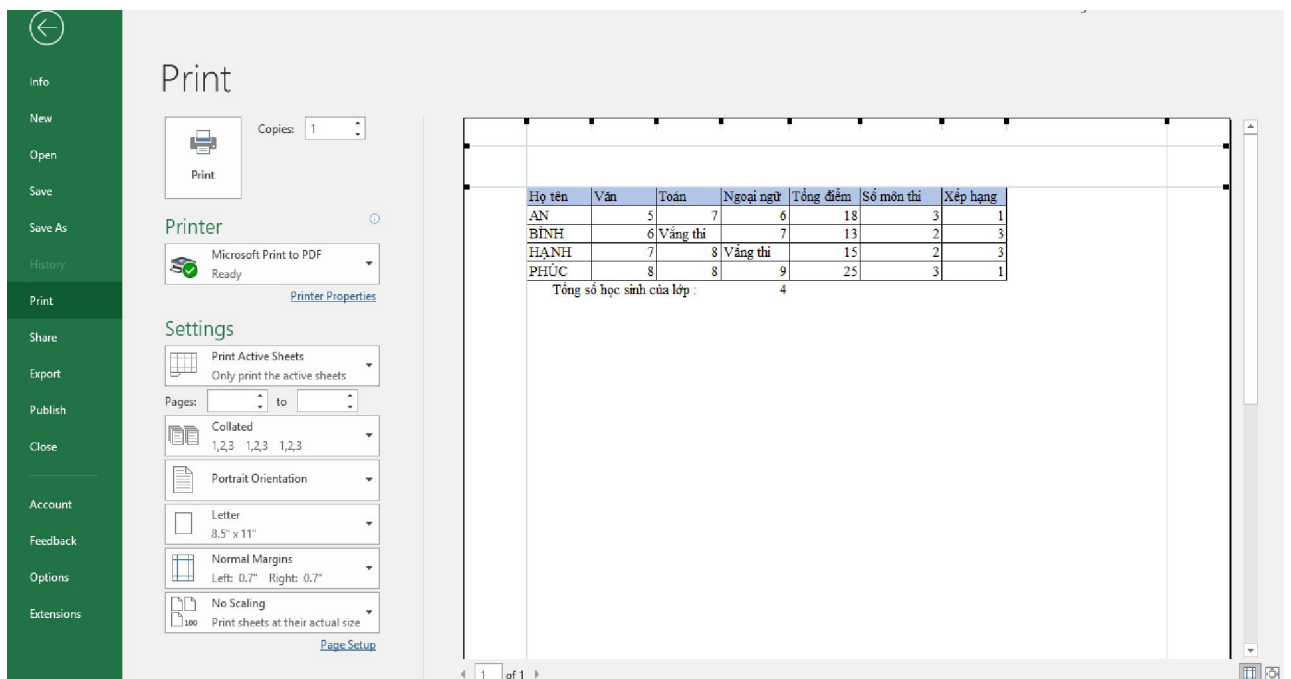 Info
New
Open
Save
Save As
History
Print
Share
Export
Publish
Close
Account
Feedback
Options
Extensions
Print
Print
Copies: 1
Printer
Microsoft Print to PDF
Ready
Printer Properties
Settings
Print Active Sheets
Only print the active sheets
Pages: to
Collated
1,2,3 1,2,3 1,2,3
Portrait Orientation
Letter
8.5" x 11"
Normal Margins
Left: 0.7" Right: 0.7"
No Scaling
100 Print sheets at their actual size
Page Setup
Họ tên Văn Toán Ngoại ngữ Tổng điểm Số môn thi Xếp hạng
AN 5 7 6 18 3 1
BÌNH 6 Vắng thi 7 13 2 3
HẠNH 7 8 Vắng thi 15 2 3
PHÚC 8 8 9 25 3 1
Tổng số học sinh của lớp : 4
1 of 1